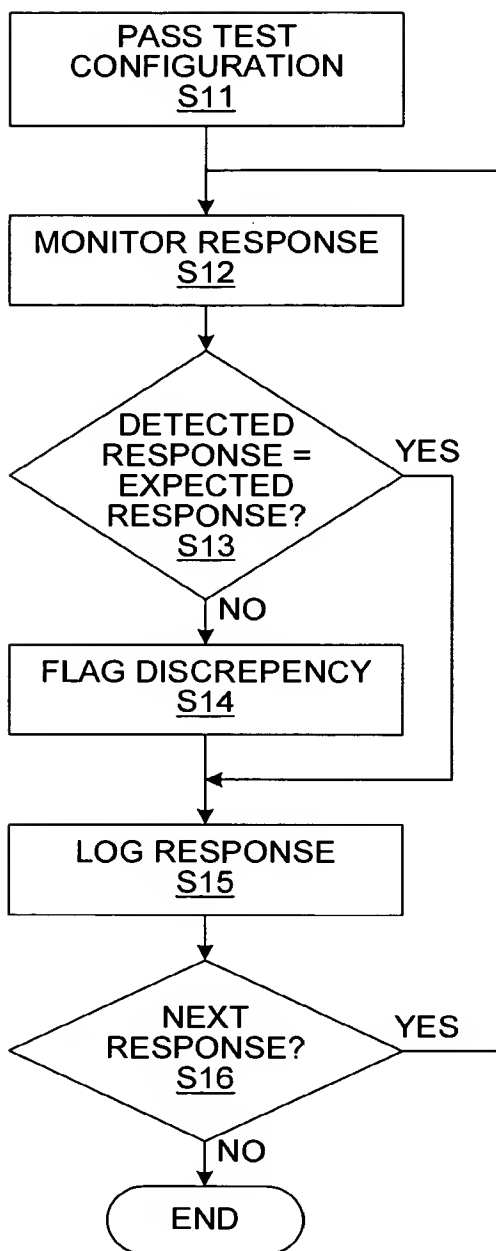 PASS TEST
CONFIGURATION
S11
MONITOR RESPONSE
S12
DETECTED
RESPONSE =
EXPECTED
RESPONSE?
S13
YES
NO
FLAG DISCREPENCY
S14
LOG RESPONSE
S15
NEXT
RESPONSE?
S16
YES
NO
END